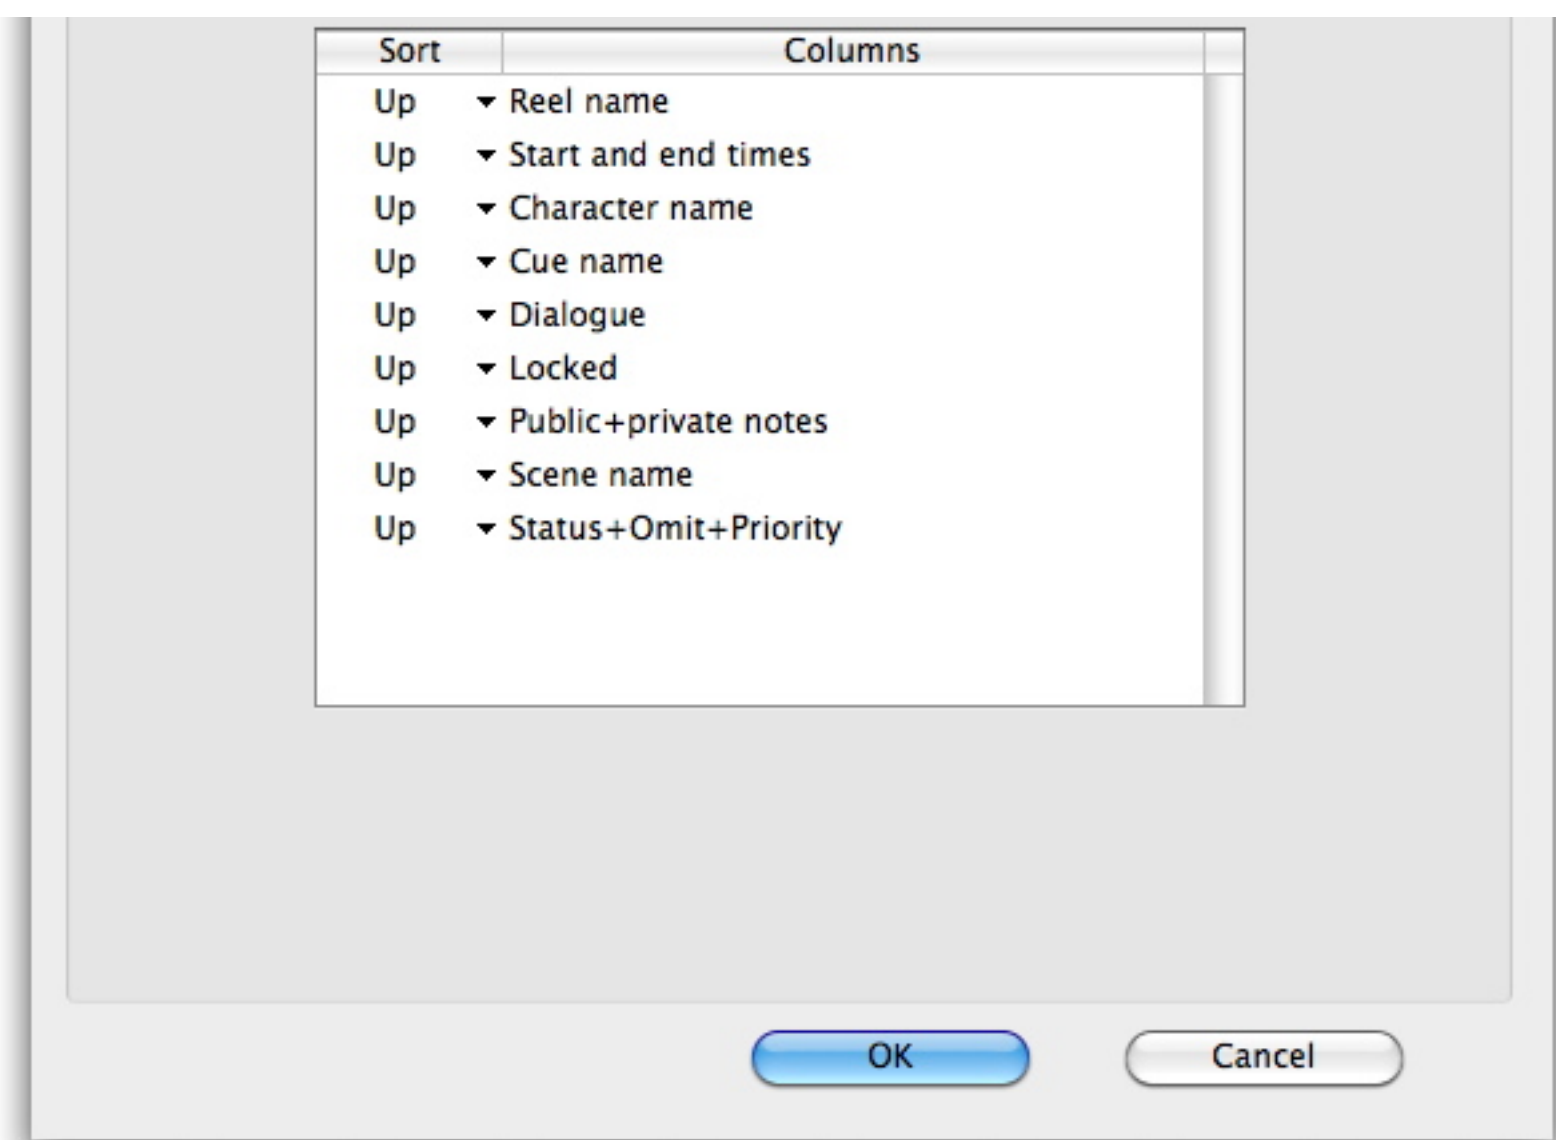 Sort Columns
Up Reel name
Up Start and end times
Up Character name
Up Cue name
Up Dialogue
Up Locked
Up Public+private notes
Up Scene name
Up Status+Omit+Priority
OK Cancel